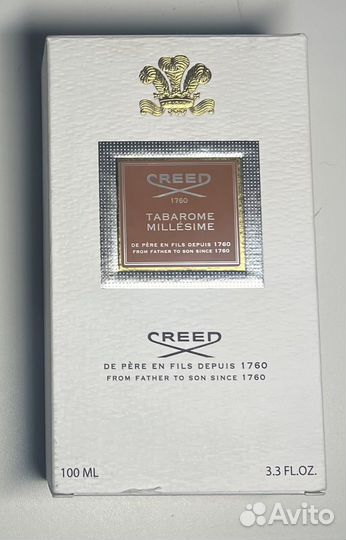 CREED
1760
TABAROME
MILLÉSIME
DE PÈRE EN FILS DEPUIS 1760
FROM FATHER TO SON SINCE 1760
CREED
DE PÈRE EN FILS DEPUIS 1760
FROM FATHER TO SON SINCE 1760
100 ML 3.3 FL.OZ.
Avito